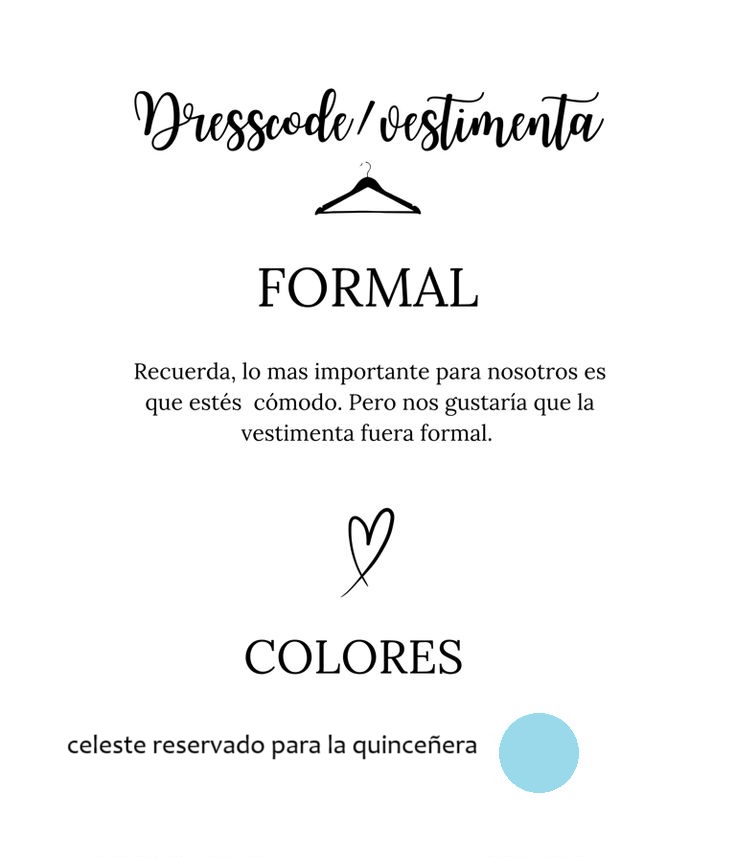 Dresscode/vestimenta
FORMAL
Recuerda, lo mas importante para nosotros es
que estés  cómodo. Pero nos gustaría que la
vestimenta fuera formal.
COLORES
celeste reservado para la quinceñera